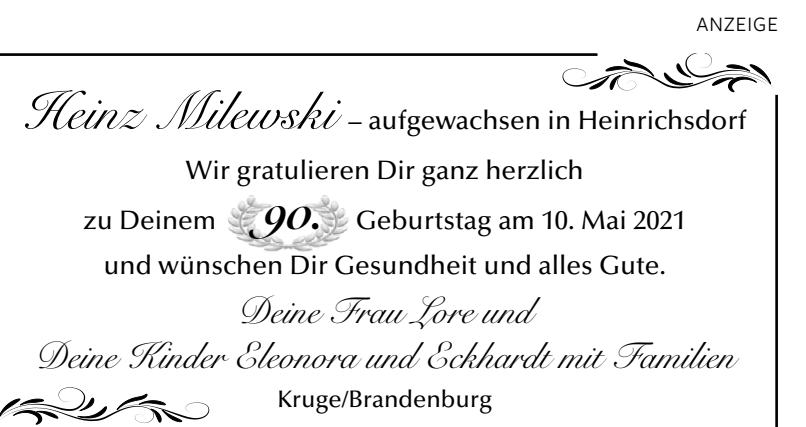 ANZEIGE
Heinz Milewski – aufgewachsen in Heinrichsdorf
Wir gratulieren Dir ganz herzlich
zu Deinem 90. Geburtstag am 10. Mai 2021
und wünschen Dir Gesundheit und alles Gute.
Deine Frau Lore und
Deine Kinder Eleonora und Eckhardt mit Familien
Kruge/Brandenburg